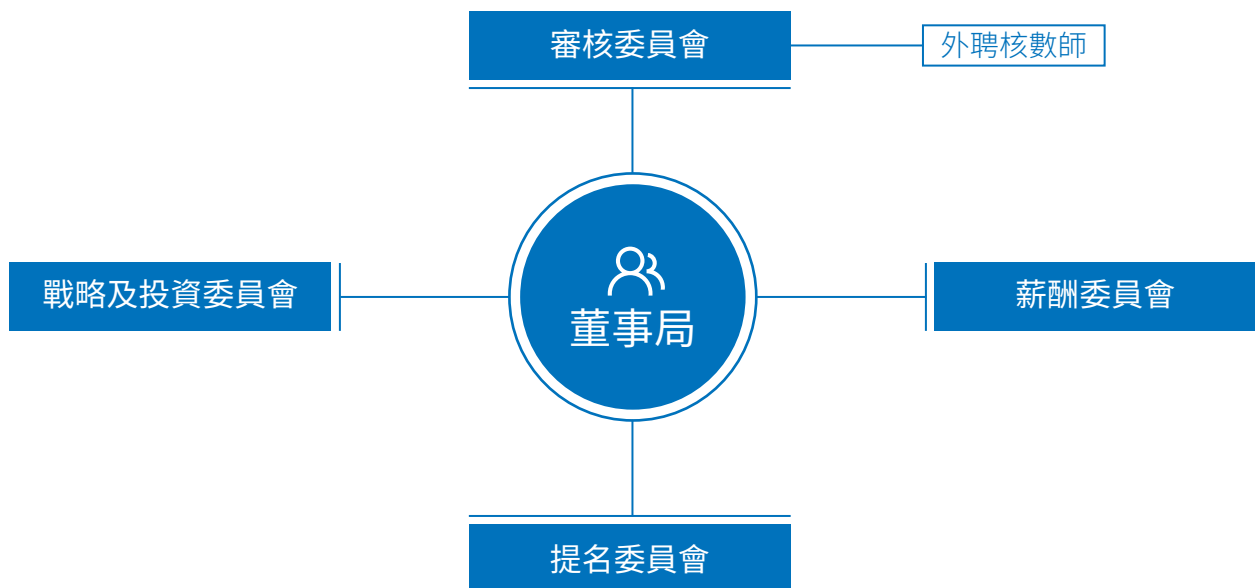 審核委員會
外聘核數師
戰略及投資委員會
董事局
薪酬委員會
提名委員會